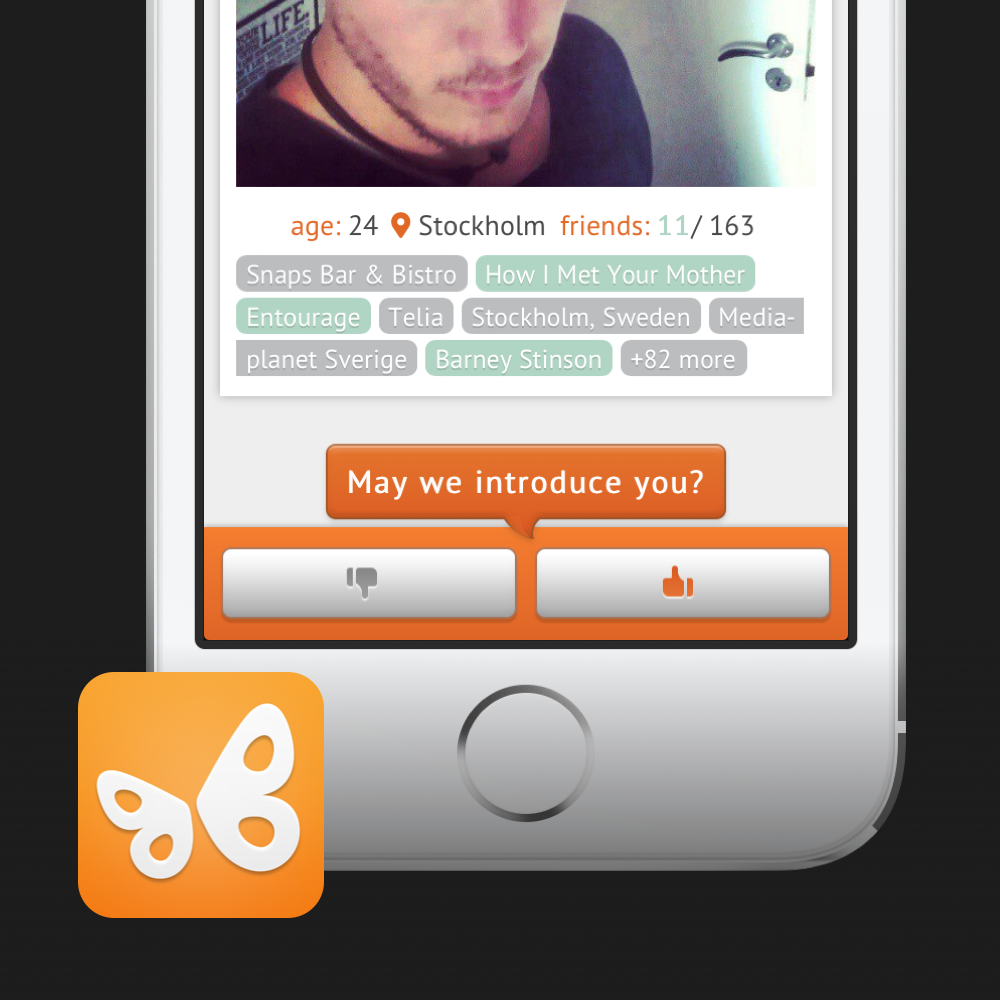 LIFE.
age: 24 Stockholm friends: 11/ 163
Snaps Bar & Bistro How I Met Your Mother
Entourage Telia Stockholm, Sweden Media-
planet Sverige Barney Stinson +82 more
May we introduce you?